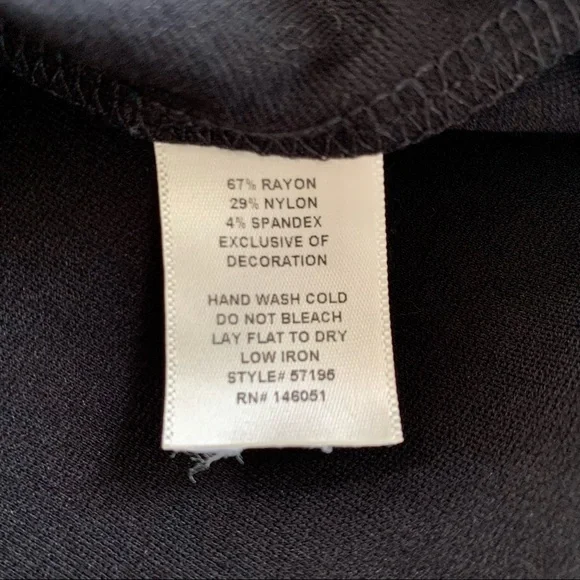 67% RAYON
29% NYLON
4% SPANDEX
EXCLUSIVE OF
DECORATION
HAND WASH COLD
DO NOT BLEACH
LAY FLAT TO DRY
LOW IRON
STYLE# 57195
RN# 146051